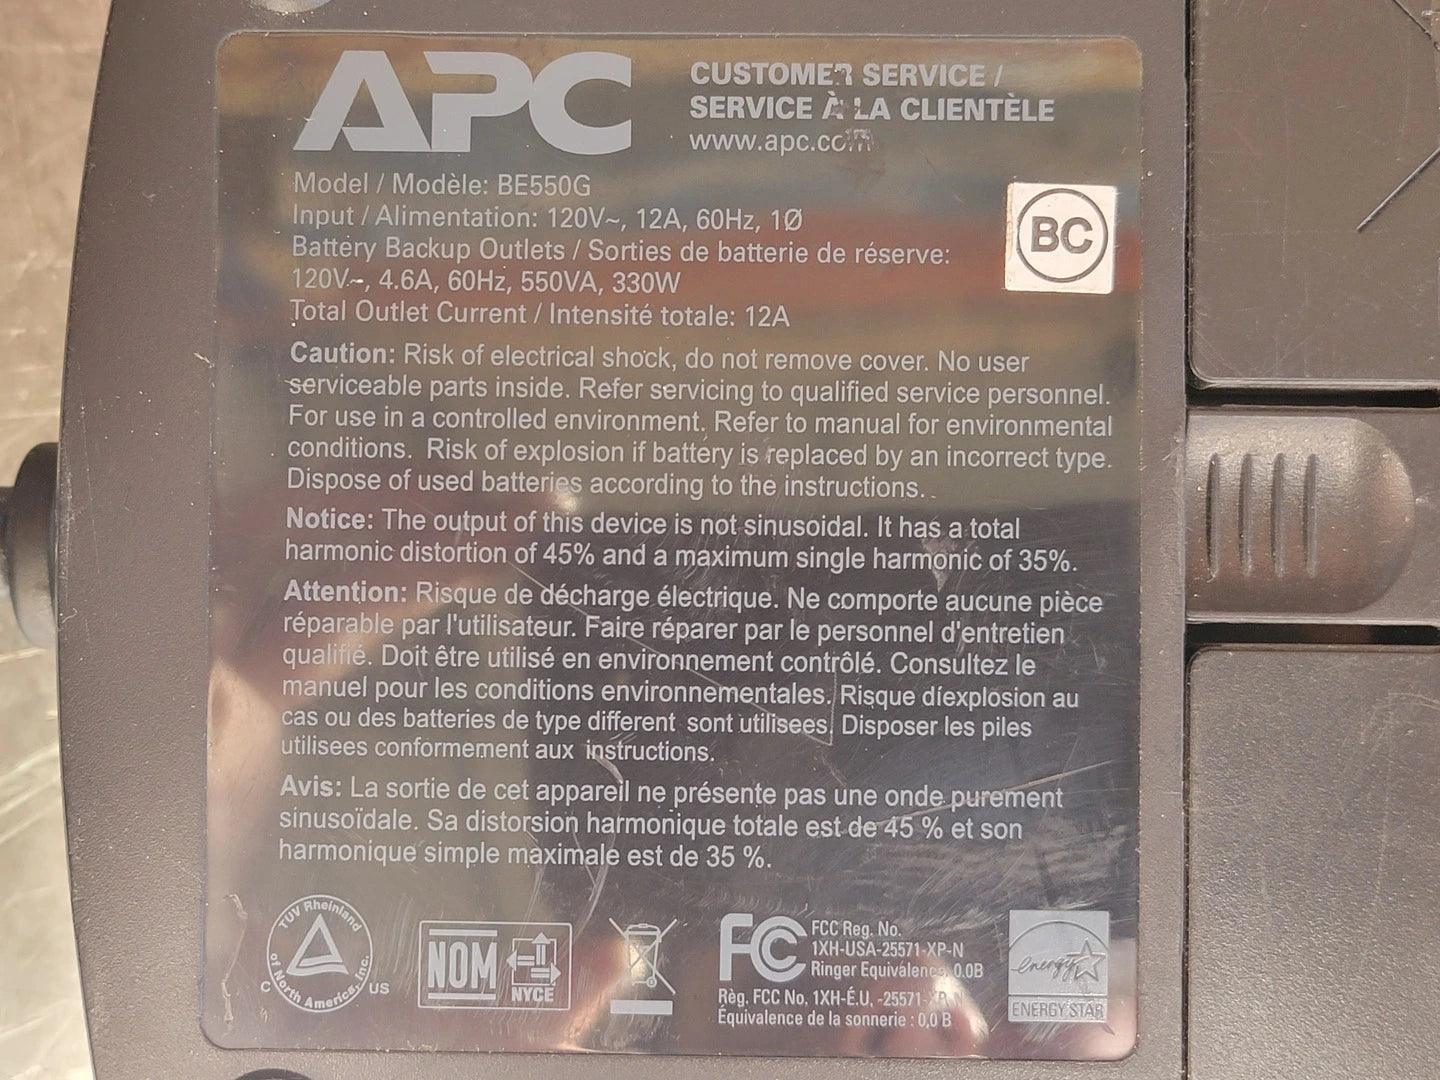 APC
CUSTOMER SERVICE /
SERVICE À LA CLIENTÈLE
www.apc.com
Model / Modèle: BE550G
Input / Alimentation: 120V~, 12A, 60Hz, 1Ø
Battery Backup Outlets / Sorties de batterie de réserve:
120V~, 4.6A, 60Hz, 550VA, 330W
Total Outlet Current / Intensité totale: 12A
BC
Caution: Risk of electrical shock, do not remove cover. No user
serviceable parts inside. Refer servicing to qualified service personnel.
For use in a controlled environment. Refer to manual for environmental
conditions. Risk of explosion if battery is replaced by an incorrect type.
Dispose of used batteries according to the instructions.
Notice: The output of this device is not sinusoidal. It has a total
harmonic distortion of 45% and a maximum single harmonic of 35%.
Attention: Risque de décharge électrique. Ne comporte aucune pièce
réparable par l'utilisateur. Faire réparer par le personnel d'entretien
qualifié. Doit être utilisé en environnement contrôlé. Consultez le
manuel pour les conditions environnementales. Risque díexplosion au
cas ou des batteries de type different sont utilisees. Disposer les piles
utilisees conformement aux instructions.
Avis: La sortie de cet appareil ne présente pas une onde purement
sinusoïdale. Sa distorsion harmonique totale est de 45 % et son
harmonique simple maximale est de 35 %.
TUV Rheinland
of North America, Inc.
C US
NOM
NYCE
FC
FCC Reg. No.
1XH-USA-25571-XP-N
Ringer Equivalence 0.0B
Règ. FCC No. 1XH-É.U, -25571-XP-N
Équivalence de la sonnerie : 0,0 B
energy
ENERGY STAR